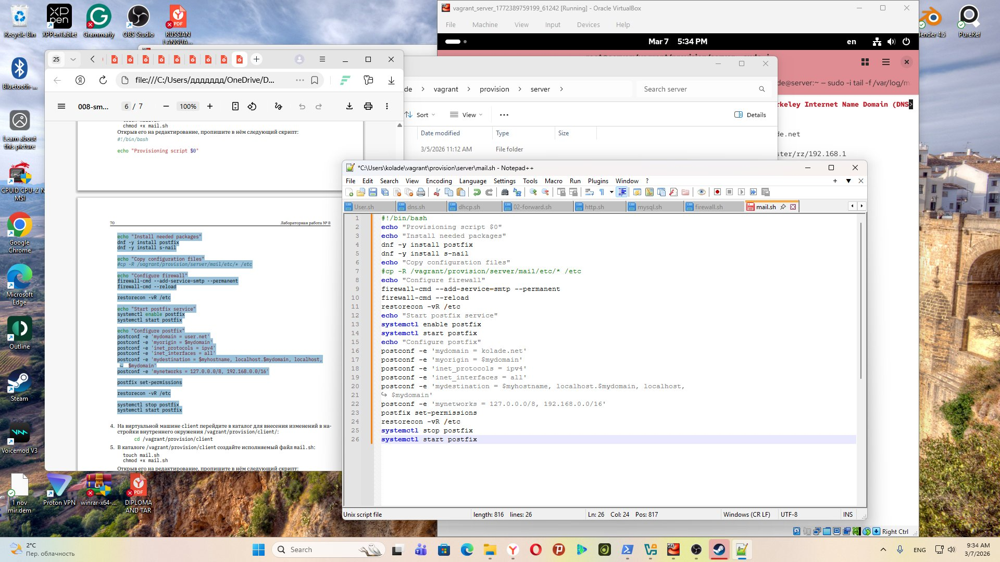 Recycle Bin
XPPenTablet
Grammarly
OBS Studio
RUSSIAN
LANGUA...
Bluetooth-...
Learn about
this picture
CPUID CPU-Z
MSI
Google
Chrome
Microsoft
Edge
Outline
Steam
Voicemod V3
1 nov
mir.dem
Proton VPN
winrar-x64-...
DIPLOMA
AND TAR
lender 4.5
PureRef
vagrant_server_1772389759199_61242 [Running] - Oracle VirtualBox
File Machine View Input Devices Help
Mar 7 5:34 PM
en
de@server:~ — sudo -i tail -f /var/log/m
rkeley Internet Name Domain (DNS>
de.net
ster/rz/192.168.1
Right Ctrl
25
file:///C:/Users/ддддддд/OneDrive/D...
008-sm...
6 / 7
100%
chmod +x mail.sh
Открыв его на редактирование, пропишите в нём следующий скрипт:
#!/bin/bash
echo "Provisioning script $0"
70
Лабораторная работа № 8
echo "Install needed packages"
dnf -y install postfix
dnf -y install s-nail
echo "Copy configuration files"
#cp -R /vagrant/provision/server/mail/etc/* /etc
echo "Configure firewall"
firewall-cmd --add-service=smtp --permanent
firewall-cmd --reload
restorecon -vR /etc
echo "Start postfix service"
systemctl enable postfix
systemctl start postfix
echo "Configure postfix"
postconf -e 'mydomain = user.net'
postconf -e 'myorigin = $mydomain'
postconf -e 'inet_protocols = ipv4'
postconf -e 'inet_interfaces = all'
postconf -e 'mydestination = $myhostname, localhost.$mydomain, localhost,
↪ $mydomain'
postconf -e 'mynetworks = 127.0.0.0/8, 192.168.0.0/16'
postfix set-permissions
restorecon -vR /etc
systemctl stop postfix
systemctl start postfix
4. На виртуальной машине client перейдите в каталог для внесения изменений в на-
стройки внутреннего окружения /vagrant/provision/client/:
cd /vagrant/provision/client
5. В каталоге /vagrant/provision/client создайте исполняемый файл mail.sh:
touch mail.sh
chmod +x mail.sh
Открыв его на редактирование, пропишите в нём следующий скрипт:
de > vagrant > provision > server >
Search server
Sort
View
Details
Date modified Type Size
3/5/2026 11:12 AM File folder
*C:\Users\kolade\vagrant\provision\server\mail.sh - Notepad++
File Edit Search View Encoding Language Settings Tools Macro Run Plugins Window ?
User.sh dns.sh dhcp.sh 02-forward.sh http.sh mysql.sh firewall.sh mail.sh
1 #!/bin/bash
2 echo "Provisioning script $0"
3 echo "Install needed packages"
4 dnf -y install postfix
5 dnf -y install s-nail
6 echo "Copy configuration files"
7 #cp -R /vagrant/provision/server/mail/etc/* /etc
8 echo "Configure firewall"
9 firewall-cmd --add-service=smtp --permanent
10 firewall-cmd --reload
11 restorecon -vR /etc
12 echo "Start postfix service"
13 systemctl enable postfix
14 systemctl start postfix
15 echo "Configure postfix"
16 postconf -e 'mydomain = kolade.net'
17 postconf -e 'myorigin = $mydomain'
18 postconf -e 'inet_protocols = ipv4'
19 postconf -e 'inet_interfaces = all'
20 postconf -e 'mydestination = $myhostname, localhost.$mydomain, localhost,
21 ↪ $mydomain'
22 postconf -e 'mynetworks = 127.0.0.0/8, 192.168.0.0/16'
23 postfix set-permissions
24 restorecon -vR /etc
25 systemctl stop postfix
26 systemctl start postfix
Unix script file
length: 816 lines: 26
Ln: 26 Col: 24 Pos: 817
Windows (CR LF)
UTF-8
INS
2°C
Пер. облачность
Search
ENG
9:34 AM
3/7/2026